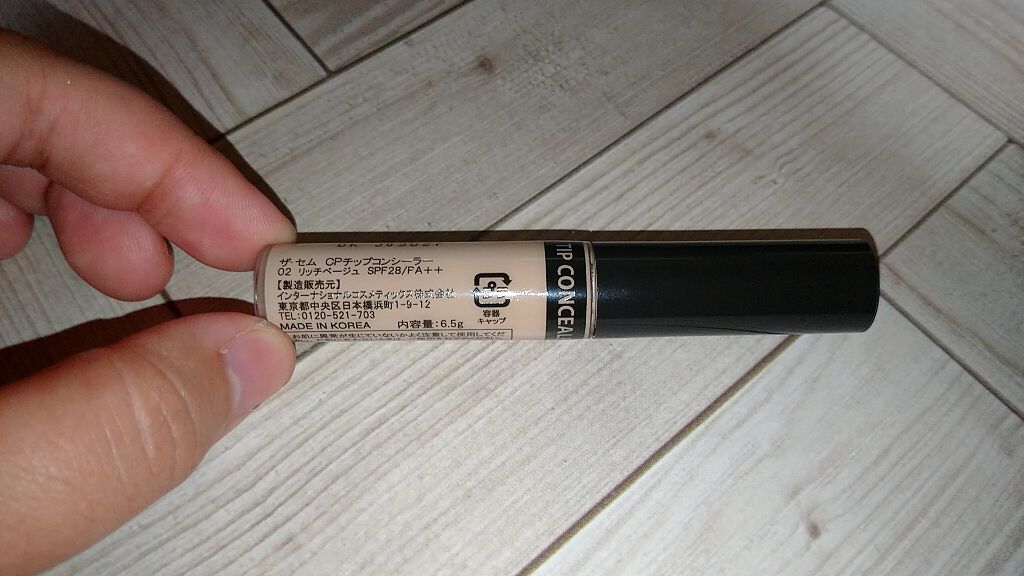 ザ・セム CPチップコンシーラー
02 リッチベージュ SPF28/PA++
【製造販売元】
インターナショナルコスメティックス株式会社
東京都中央区日本橋浜町1-9-12
TEL:0120-521-703
MADE IN KOREA 内容量:6.5g
容器
キャップ
TIP CONCEAL